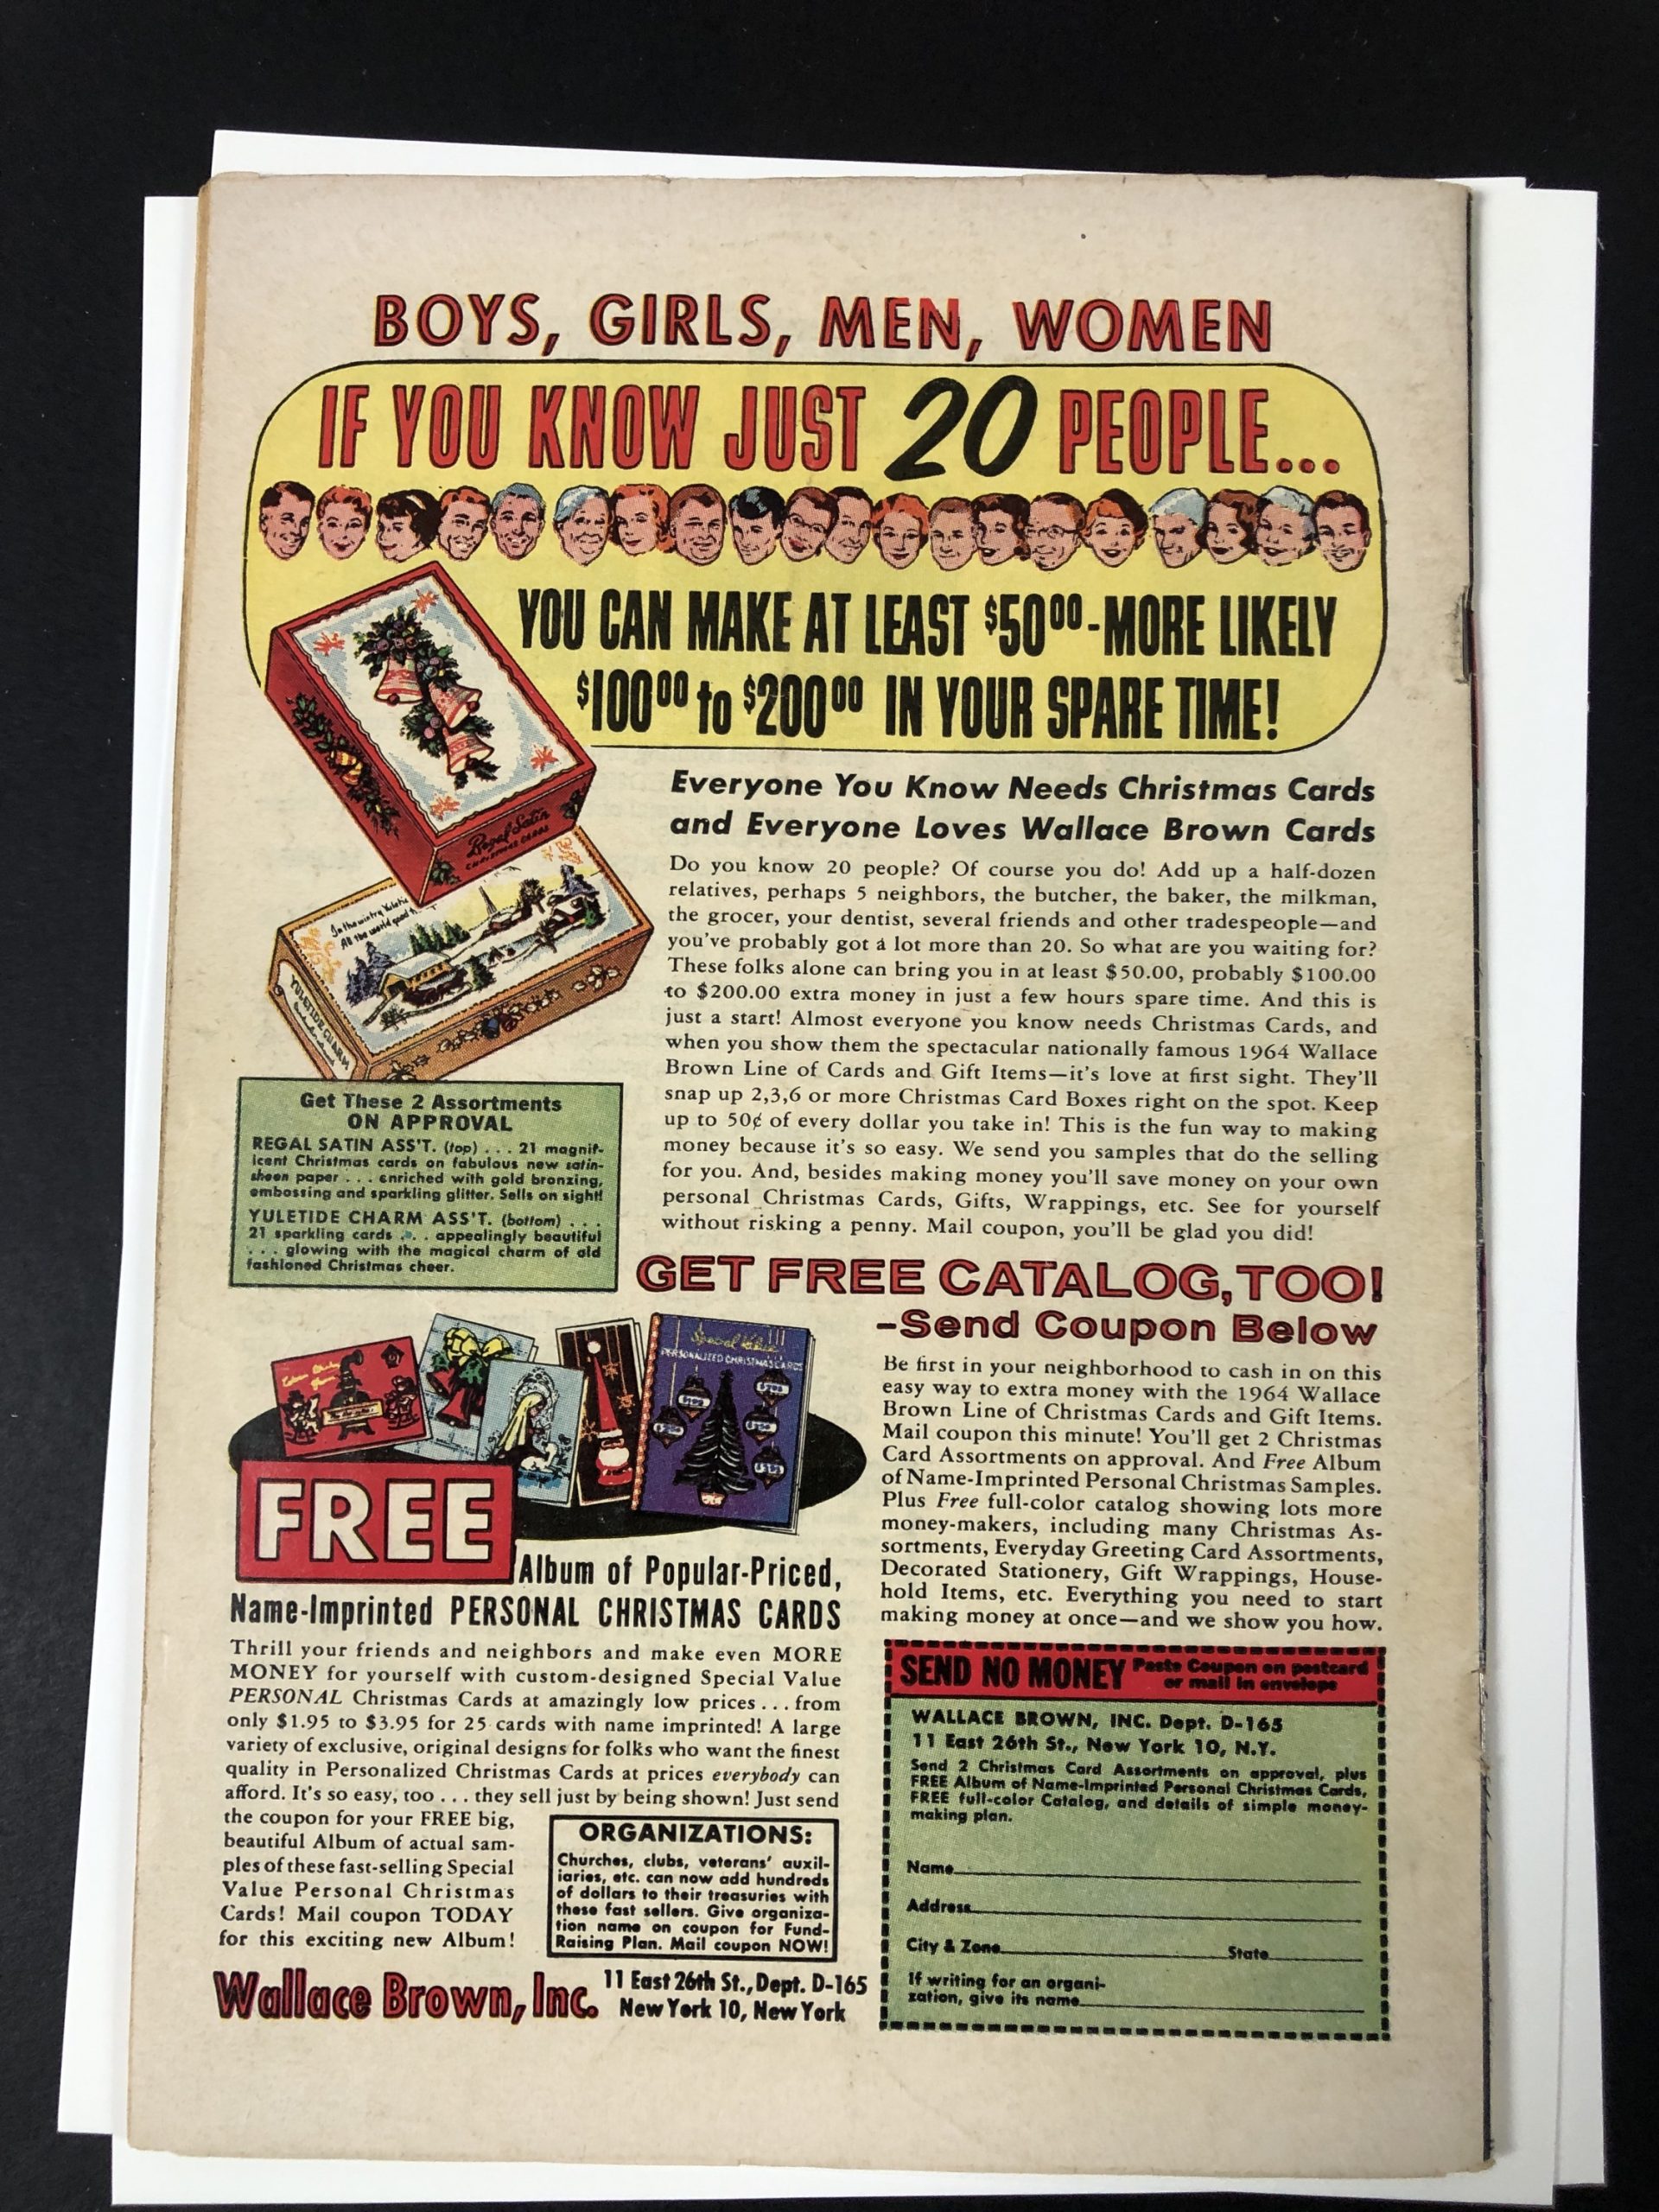 BOYS, GIRLS, MEN, WOMEN
IF YOU KNOW JUST 20 PEOPLE...
YOU CAN MAKE AT LEAST $50⁰⁰-MORE LIKELY
$100⁰⁰ to $200⁰⁰ IN YOUR SPARE TIME!
Regal Satin
CHRISTMAS CARDS
In the wintry Yuletide
All the world
YULETIDE CHARM
Everyone You Know Needs Christmas Cards
and Everyone Loves Wallace Brown Cards
Do you know 20 people? Of course you do! Add up a half-dozen
relatives, perhaps 5 neighbors, the butcher, the baker, the milkman,
the grocer, your dentist, several friends and other tradespeople—and
you've probably got a lot more than 20. So what are you waiting for?
These folks alone can bring you in at least $50.00, probably $100.00
to $200.00 extra money in just a few hours spare time. And this is
just a start! Almost everyone you know needs Christmas Cards, and
when you show them the spectacular nationally famous 1964 Wallace
Brown Line of Cards and Gift Items—it's love at first sight. They'll
snap up 2,3,6 or more Christmas Card Boxes right on the spot. Keep
up to 50¢ of every dollar you take in! This is the fun way to making
money because it's so easy. We send you samples that do the selling
for you. And, besides making money you'll save money on your own
personal Christmas Cards, Gifts, Wrappings, etc. See for yourself
without risking a penny. Mail coupon, you'll be glad you did!
Get These 2 Assortments
ON APPROVAL
REGAL SATIN ASS'T. (top) . . . 21 magnif-
icent Christmas cards on fabulous new satin-
sheen paper . . . enriched with gold bronzing,
embossing and sparkling glitter. Sells on sight!
YULETIDE CHARM ASS'T. (bottom) . . .
21 sparkling cards . . . appealingly beautiful
. . . glowing with the magical charm of old
fashioned Christmas cheer.
GET FREE CATALOG, TOO!
-Send Coupon Below
Be first in your neighborhood to cash in on this
easy way to extra money with the 1964 Wallace
Brown Line of Christmas Cards and Gift Items.
Mail coupon this minute! You'll get 2 Christmas
Card Assortments on approval. And Free Album
of Name-Imprinted Personal Christmas Samples.
Plus Free full-color catalog showing lots more
money-makers, including many Christmas As-
sortments, Everyday Greeting Card Assortments,
Decorated Stationery, Gift Wrappings, House-
hold Items, etc. Everything you need to start
making money at once—and we show you how.
Special Value
PERSONALIZED CHRISTMAS CARDS
FREE
Album of Popular-Priced,
Name-Imprinted PERSONAL CHRISTMAS CARDS
Thrill your friends and neighbors and make even MORE
MONEY for yourself with custom-designed Special Value
PERSONAL Christmas Cards at amazingly low prices . . . from
only $1.95 to $3.95 for 25 cards with name imprinted! A large
variety of exclusive, original designs for folks who want the finest
quality in Personalized Christmas Cards at prices everybody can
afford. It's so easy, too . . . they sell just by being shown! Just send
the coupon for your FREE big,
beautiful Album of actual sam-
ples of these fast-selling Special
Value Personal Christmas
Cards! Mail coupon TODAY
for this exciting new Album!
ORGANIZATIONS:
Churches, clubs, veterans' auxil-
iaries, etc. can now add hundreds
of dollars to their treasuries with
these fast sellers. Give organiza-
tion name on coupon for Fund-
Raising Plan. Mail coupon NOW!
Wallace Brown, Inc. 11 East 26th St., Dept. D-165
New York 10, New York
SEND NO MONEY Paste Coupon on postcard
or mail in envelope
WALLACE BROWN, INC. Dept. D-165
11 East 26th St., New York 10, N.Y.
Send 2 Christmas Card Assortments on approval, plus
FREE Album of Name-Imprinted Personal Christmas Cards,
FREE full-color Catalog, and details of simple money-
making plan.
Name
Address
City & Zone State
If writing for an organi-
zation, give its name